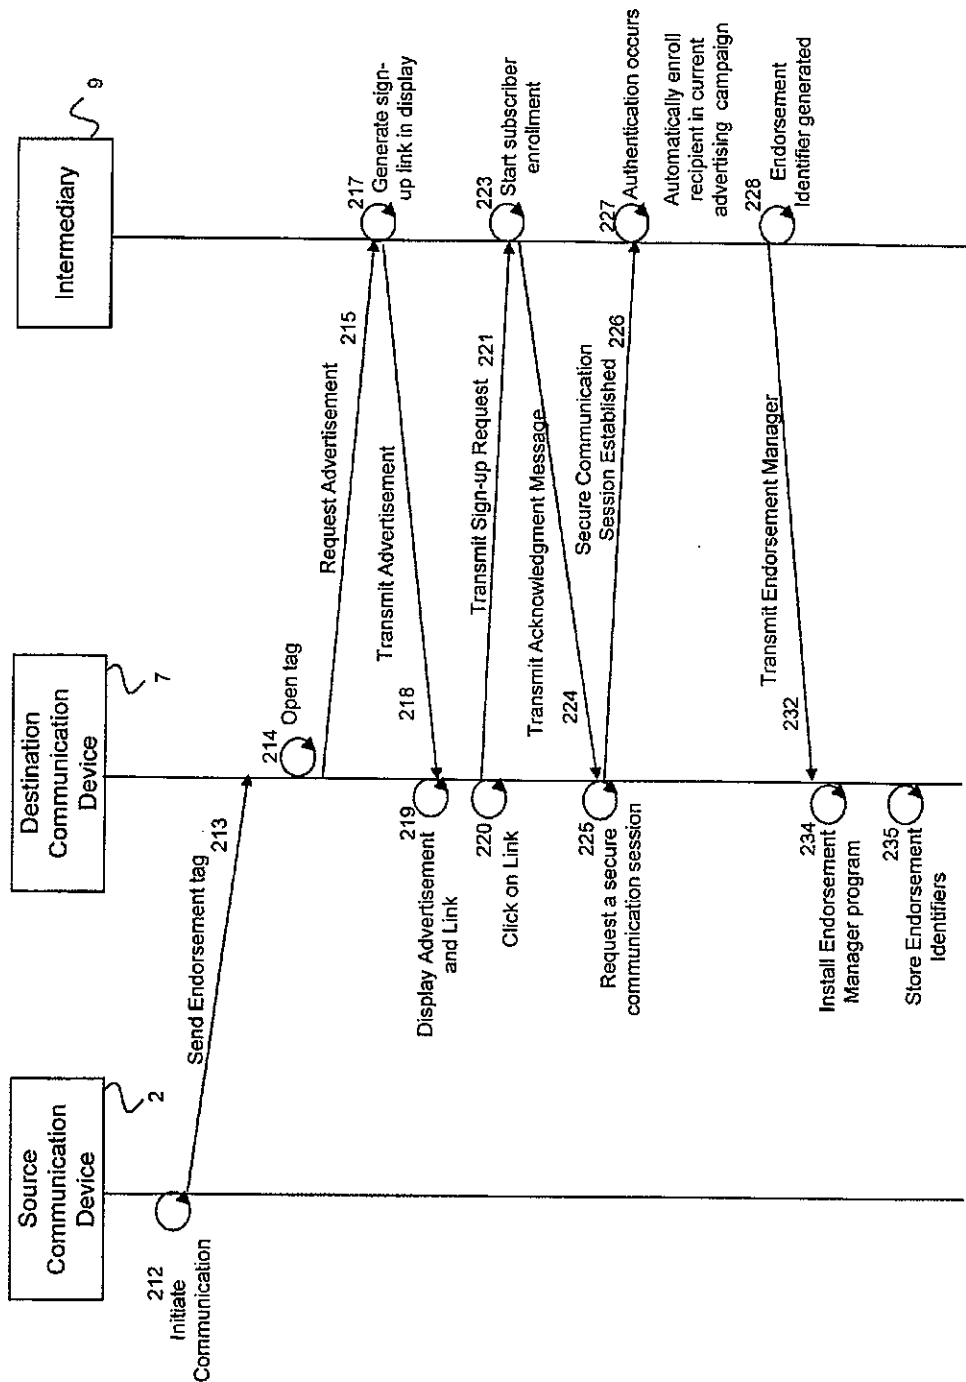 Source
Communication
Device
2
Destination
Communication
Device
7
Intermediary
9
212
Initiate
Communication
Send Endorsement tag
213
214
Open tag
Request Advertisement
215
217
Generate sign-
up link in display
Transmit Advertisement
218
219
Display Advertisement
and Link
220
Click on Link
Transmit Sign-up Request
221
223
Start subscriber
enrollment
Transmit Acknowledgment Message
224
225
Request a secure
communication session
Secure Communication
Session Established
226
227
Authentication occurs
Automatically enroll
recipient in current
advertising campaign
228
Endorsement
Identifier generated
Transmit Endorsement Manager
232
234
Install Endorsement
Manager program
235
Store Endorsement
Identifiers